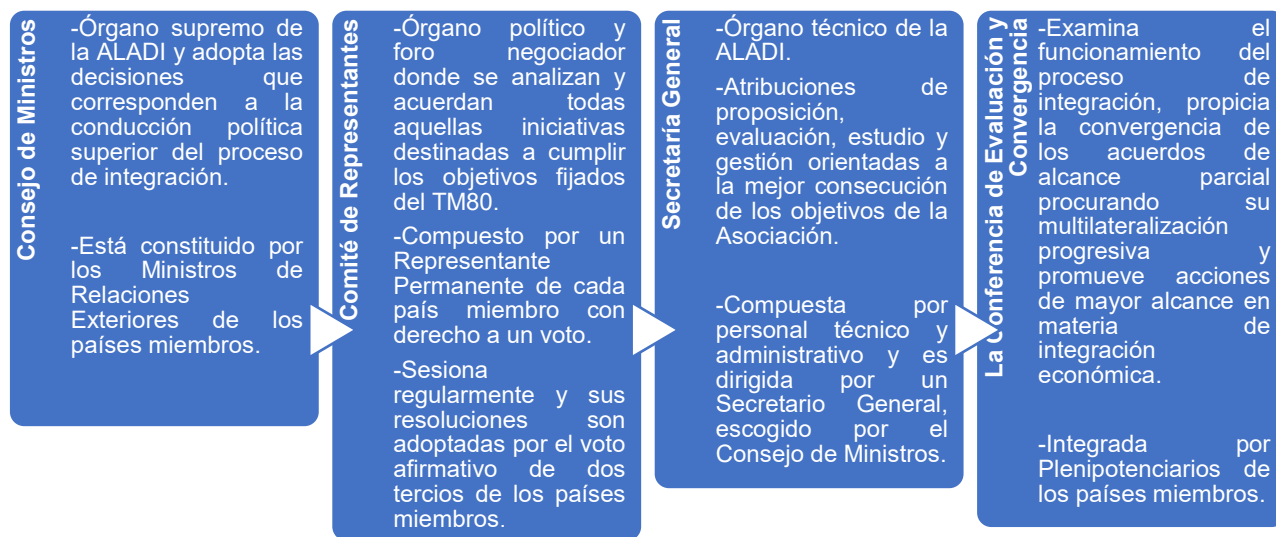 Consejo de Ministros
-Órgano supremo de
la ALADI y adopta las
decisiones que
corresponden a la
conducción política
superior del proceso
de integración.
-Está constituido por
los Ministros de
Relaciones
Exteriores de los
países miembros.
Comité de Representantes
-Órgano político y
foro negociador
donde se analizan y
acuerdan todas
aquellas iniciativas
destinadas a cumplir
los objetivos fijados
del TM80.
-Compuesto por un
Representante
Permanente de cada
país miembro con
derecho a un voto.
-Sesiona
regularmente y sus
resoluciones son
adoptadas por el voto
afirmativo de dos
tercios de los países
miembros.
Secretaría General
-Órgano técnico de la
ALADI.
-Atribuciones de
proposición,
evaluación, estudio y
gestión orientadas a
la mejor consecución
de los objetivos de la
Asociación.
-Compuesta por
personal técnico y
administrativo y es
dirigida por un
Secretario General,
escogido por el
Consejo de Ministros.
La Conferencia de Evaluación y
Convergencia
-Examina el
funcionamiento del
proceso de
integración, propicia
la convergencia de
los acuerdos de
alcance parcial
procurando su
multilateralización
progresiva y
promueve acciones
de mayor alcance en
materia de
integración
económica.
-Integrada por
Plenipotenciarios de
los países miembros.